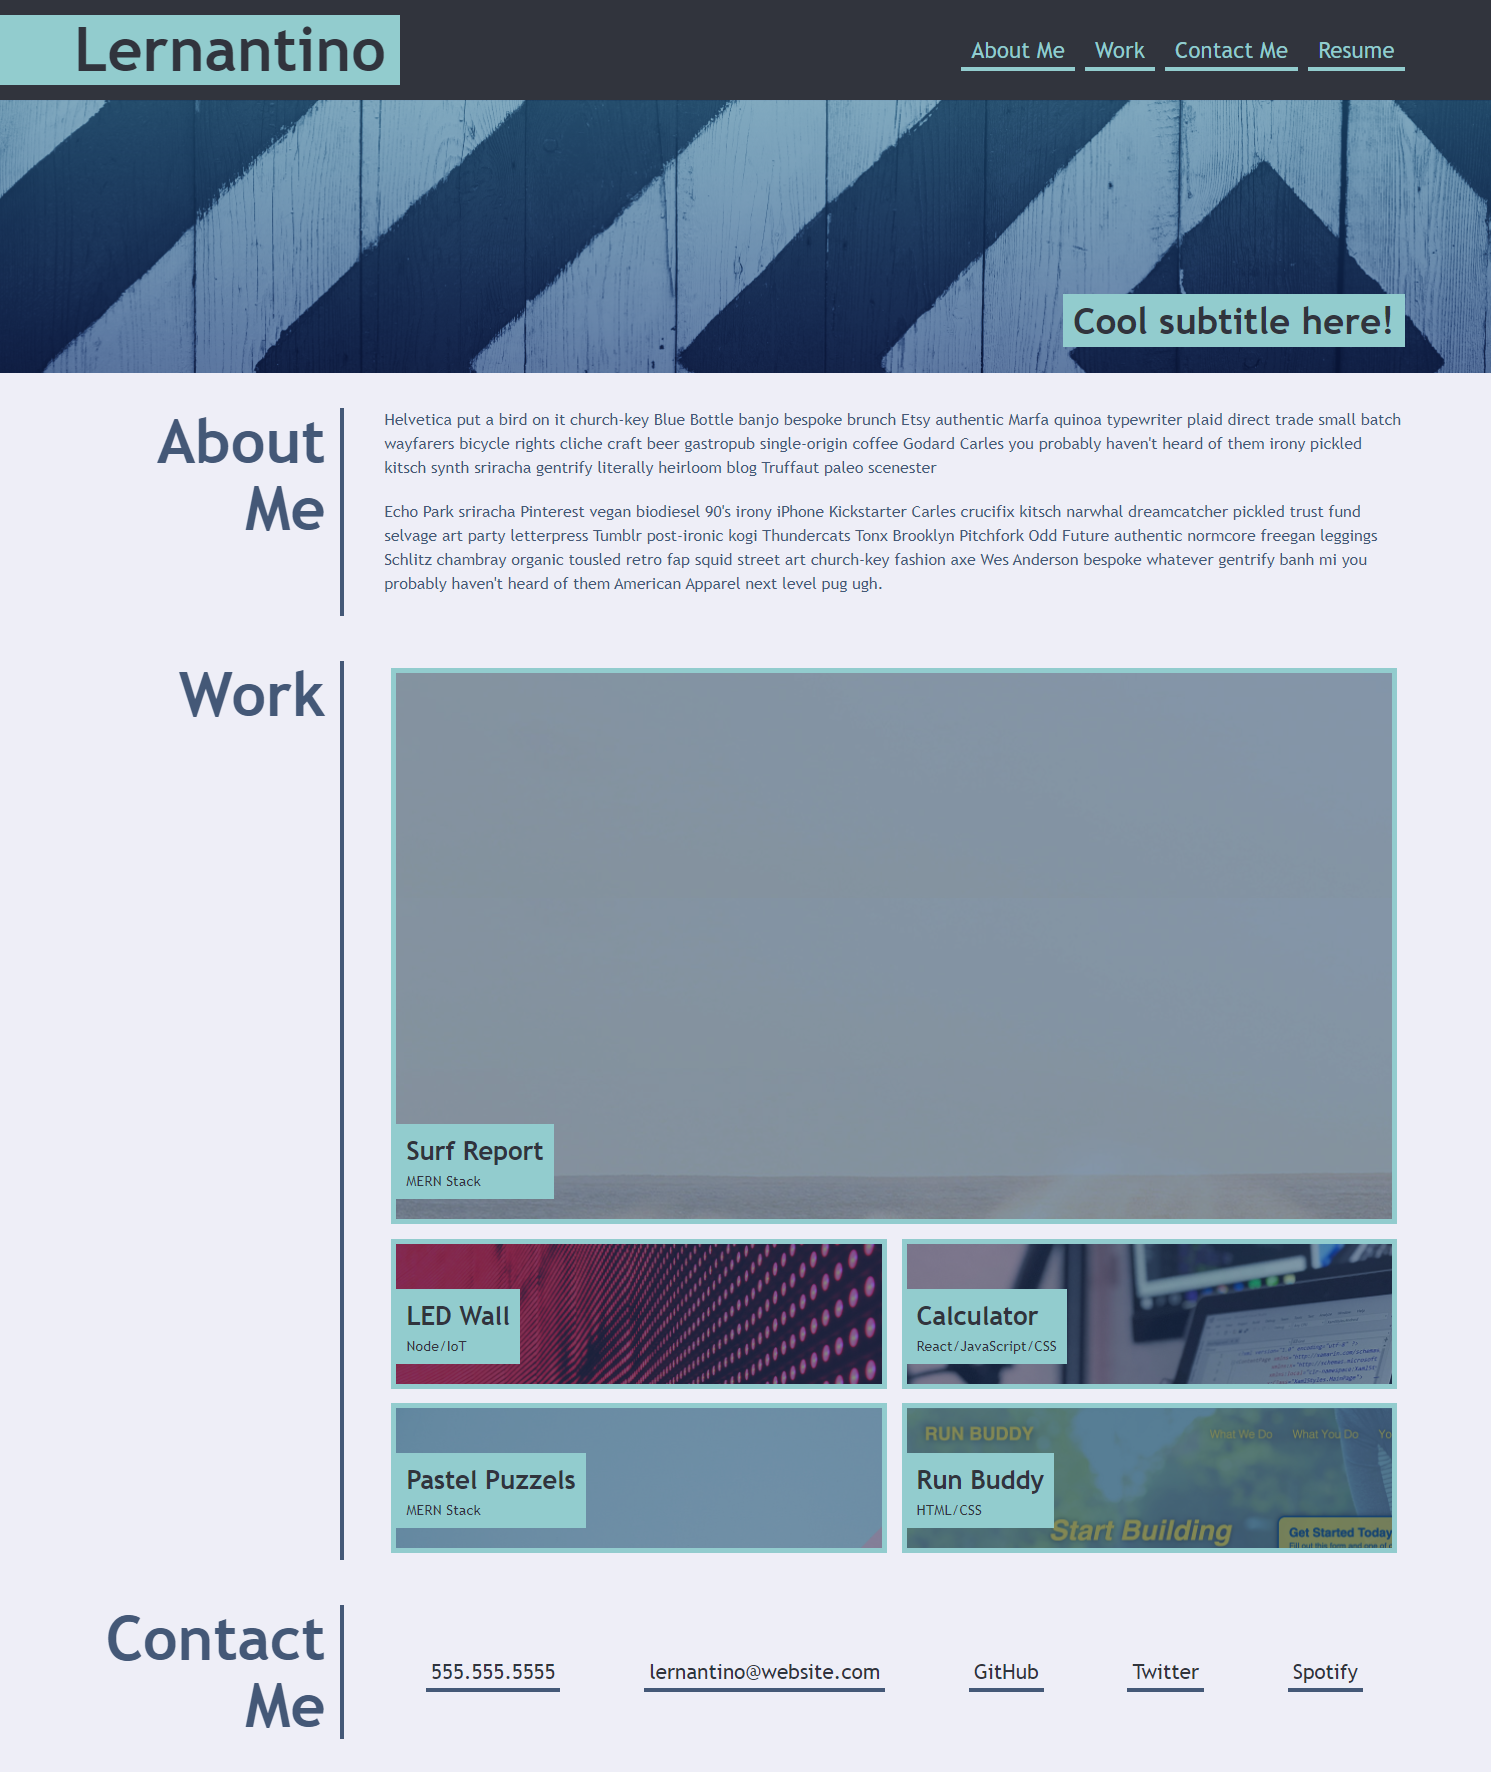 Lernantino
About Me
Work
Contact Me
Resume
Cool subtitle here!
About
Me
Helvetica put a bird on it church-key Blue Bottle banjo bespoke brunch Etsy authentic Marfa quinoa typewriter plaid direct trade small batch
wayfarers bicycle rights cliche craft beer gastropub single-origin coffee Godard Carles you probably haven't heard of them irony pickled
kitsch synth sriracha gentrify literally heirloom blog Truffaut paleo scenester
Echo Park sriracha Pinterest vegan biodiesel 90's irony iPhone Kickstarter Carles crucifix kitsch narwhal dreamcatcher pickled trust fund
selvage art party letterpress Tumblr post-ironic kogi Thundercats Tonx Brooklyn Pitchfork Odd Future authentic normcore freegan leggings
Schlitz chambray organic tousled retro fap squid street art church-key fashion axe Wes Anderson bespoke whatever gentrify banh mi you
probably haven't heard of them American Apparel next level pug ugh.
Work
Surf Report
MERN Stack
LED Wall
Node/IoT
Calculator
React/JavaScript/CSS
Pastel Puzzels
MERN Stack
RUN BUDDY
What We Do
What You Do
Yo
Run Buddy
HTML/CSS
Start Building
Get Started Today
Contact
Me
555.555.5555
lernantino@website.com
GitHub
Twitter
Spotify